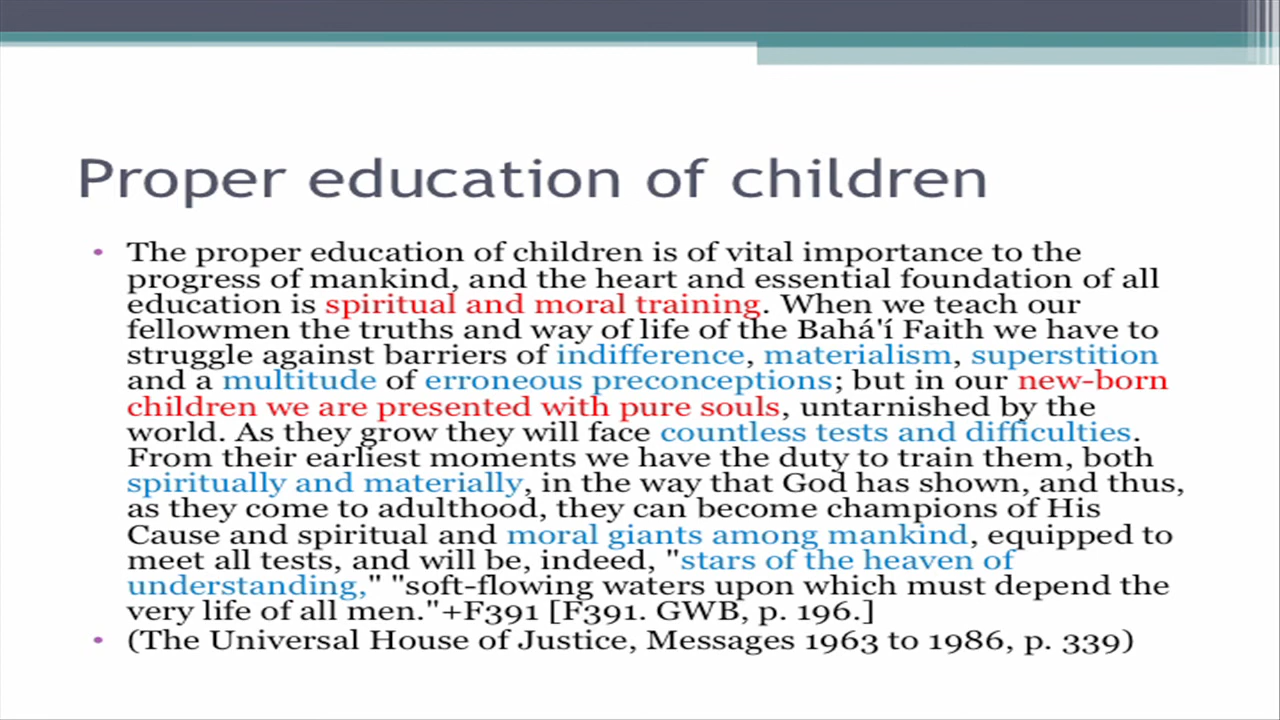 Proper education of children
• The proper education of children is of vital importance to the
progress of mankind, and the heart and essential foundation of all
education is spiritual and moral training. When we teach our
fellowmen the truths and way of life of the Bahá'í Faith we have to
struggle against barriers of indifference, materialism, superstition
and a multitude of erroneous preconceptions; but in our new-born
children we are presented with pure souls, untarnished by the
world. As they grow they will face countless tests and difficulties.
From their earliest moments we have the duty to train them, both
spiritually and materially, in the way that God has shown, and thus,
as they come to adulthood, they can become champions of His
Cause and spiritual and moral giants among mankind, equipped to
meet all tests, and will be, indeed, "stars of the heaven of
understanding," "soft-flowing waters upon which must depend the
very life of all men."+F391 [F391. GWB, p. 196.]
• (The Universal House of Justice, Messages 1963 to 1986, p. 339)